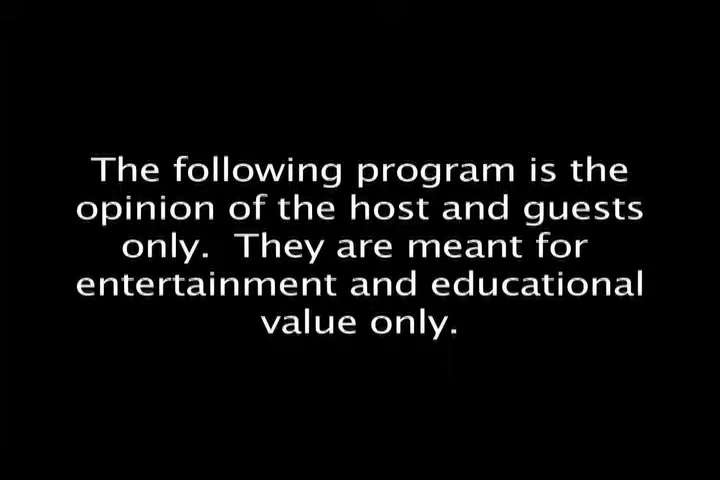 The following program is the
opinion of the host and guests
only.  They are meant for
entertainment and educational
value only.